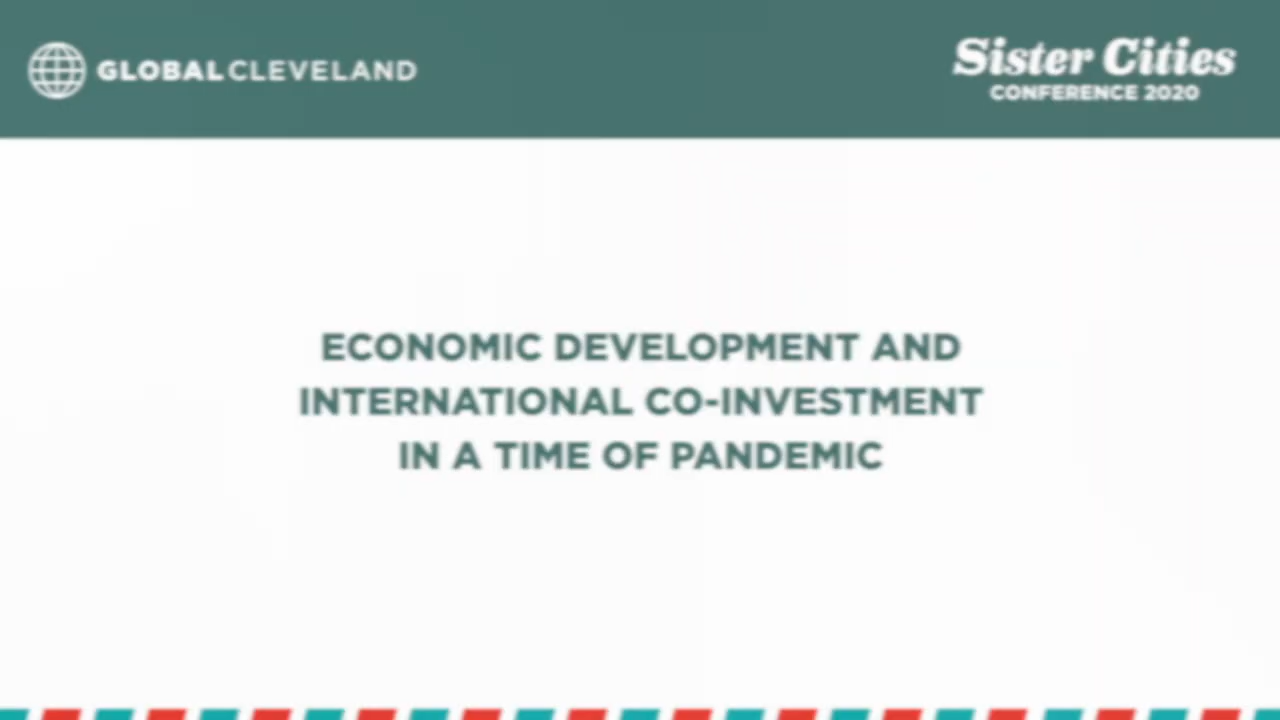 GLOBAL CLEVELAND
Sister Cities
CONFERENCE 2020
ECONOMIC DEVELOPMENT AND
INTERNATIONAL CO-INVESTMENT
IN A TIME OF PANDEMIC